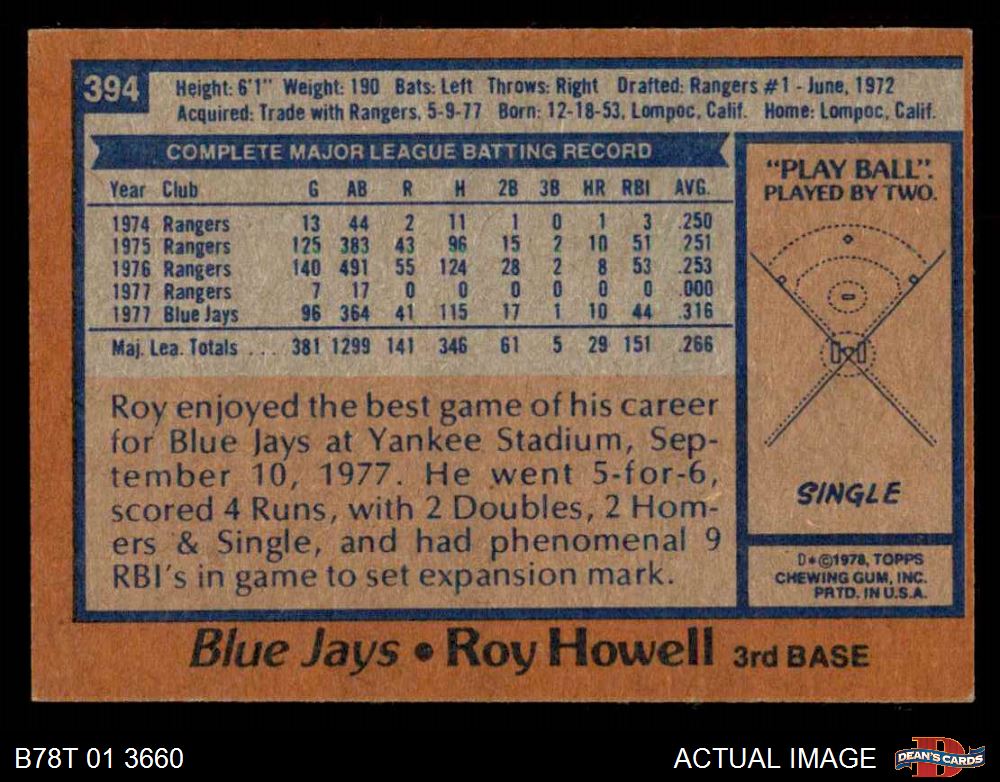 394
Height: 6'1" Weight: 190 Bats: Left Throws: Right Drafted: Rangers #1 - June, 1972
Acquired: Trade with Rangers, 5-9-77 Born: 12-18-53, Lompoc, Calif. Home: Lompoc, Calif.
COMPLETE MAJOR LEAGUE BATTING RECORD
Year Club G AB R H 2B 3B HR RBI AVG.
1974 Rangers 13 44 2 11 1 0 1 3 .250
1975 Rangers 125 383 43 96 15 2 10 51 .251
1976 Rangers 140 491 55 124 28 2 8 53 .253
1977 Rangers 7 17 0 0 0 0 0 0 .000
1977 Blue Jays 96 364 41 115 17 1 10 44 .316
Maj. Lea. Totals ... 381 1299 141 346 61 5 29 151 .266
Roy enjoyed the best game of his career
for Blue Jays at Yankee Stadium, Sep-
tember 10, 1977. He went 5-for-6,
scored 4 Runs, with 2 Doubles, 2 Hom-
ers & Single, and had phenomenal 9
RBI's in game to set expansion mark.
"PLAY BALL":
PLAYED BY TWO.
SINGLE
D*©1978, TOPPS
CHEWING GUM, INC.
PRTD. IN U.S.A.
Blue Jays • Roy Howell 3rd BASE
B78T 01 3660
ACTUAL IMAGE
D
DEAN'S CARDS